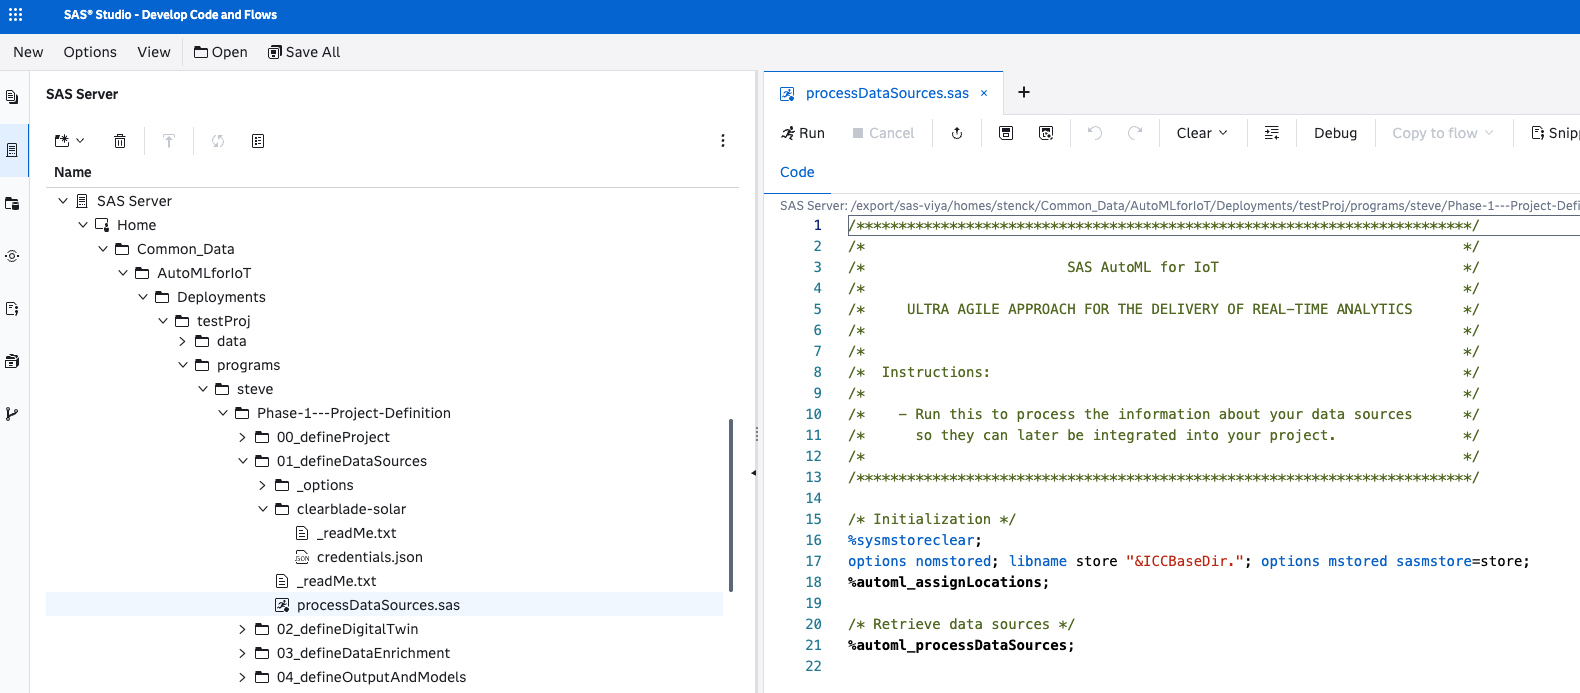 SAS® Studio - Develop Code and Flows
New Options View Open Save All
SAS Server
Name
SAS Server
Home
Common_Data
AutoMLforIoT
Deployments
testProj
data
programs
steve
Phase-1---Project-Definition
00_defineProject
01_defineDataSources
_options
clearblade-solar
_readMe.txt
JSON credentials.json
_readMe.txt
processDataSources.sas
02_defineDigitalTwin
03_defineDataEnrichment
04_defineOutputAndModels
processDataSources.sas × +
Run Cancel Clear Debug Copy to flow Snipp
Code
SAS Server: /export/sas-viya/homes/stenck/Common_Data/AutoMLforIoT/Deployments/testProj/programs/steve/Phase-1---Project-Defi
1 /*************************************************************************/
2 /* */
3 /* SAS AutoML for IoT */
4 /* */
5 /* ULTRA AGILE APPROACH FOR THE DELIVERY OF REAL-TIME ANALYTICS */
6 /* */
7 /* */
8 /* Instructions: */
9 /* */
10 /* - Run this to process the information about your data sources */
11 /* so they can later be integrated into your project. */
12 /* */
13 /*************************************************************************/
14
15 /* Initialization */
16 %sysmstoreclear;
17 options nomstored; libname store "&ICCBaseDir."; options mstored sasmstore=store;
18 %automl_assignLocations;
19
20 /* Retrieve data sources */
21 %automl_processDataSources;
22